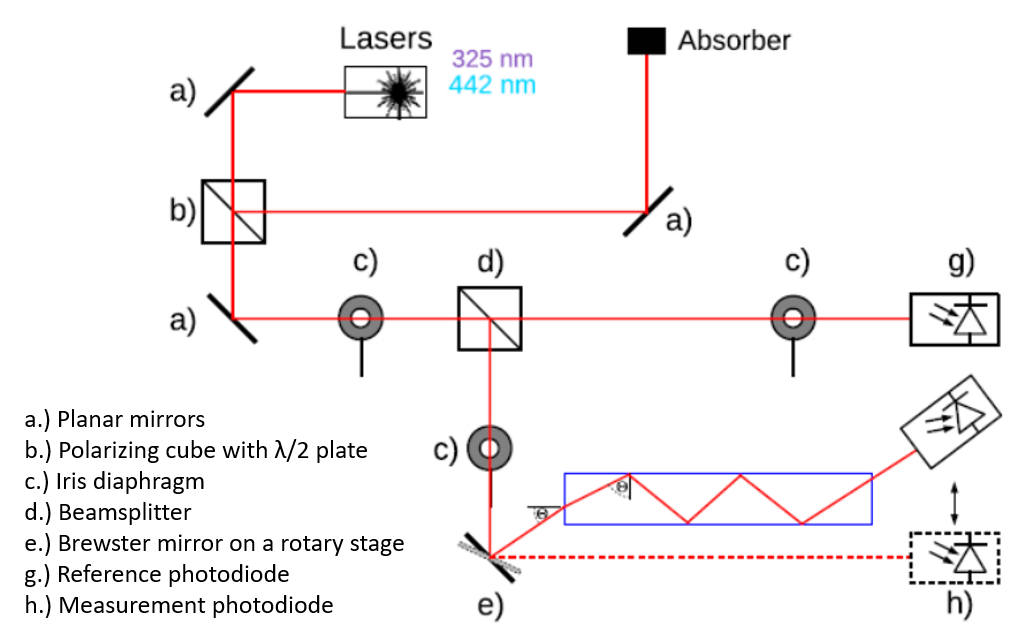 Lasers
325 nm
442 nm
Absorber
a)
b)
a)
a)
c)
d)
c)
g)
c)
Θ
Θ
e)
h)
a.) Planar mirrors
b.) Polarizing cube with λ/2 plate
c.) Iris diaphragm
d.) Beamsplitter
e.) Brewster mirror on a rotary stage
g.) Reference photodiode
h.) Measurement photodiode